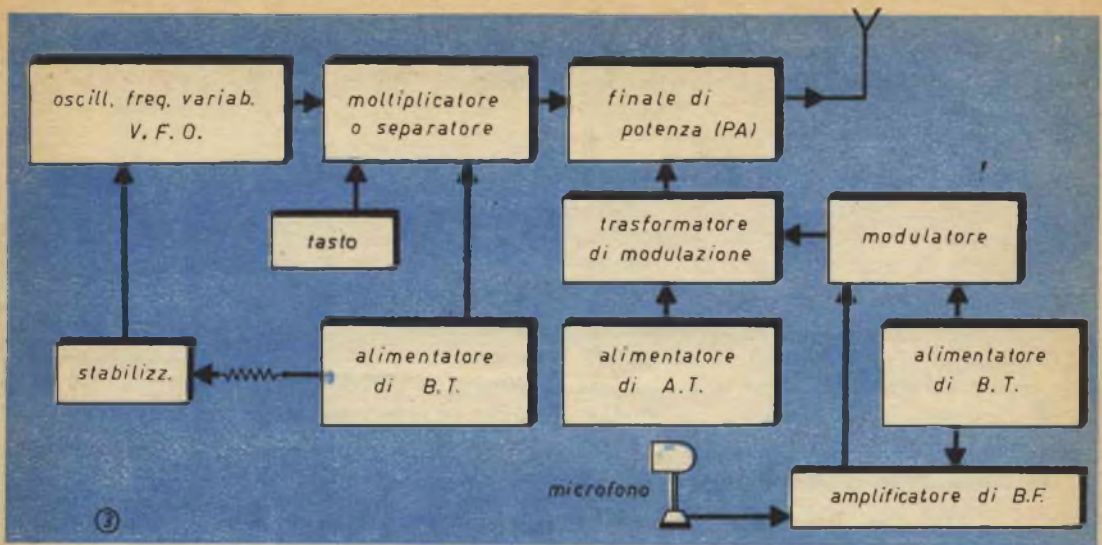 oscill. freq. variab.
V. F. O.
moltiplicatore
o separatore
finale di
potenza (PA)
tasto
trasformatore
di modulazione
modulatore
stabilizz.
alimentatore
di B.T.
alimentatore
di A.T.
alimentatore
di B.T.
microfono
amplificatore di B.F.
3